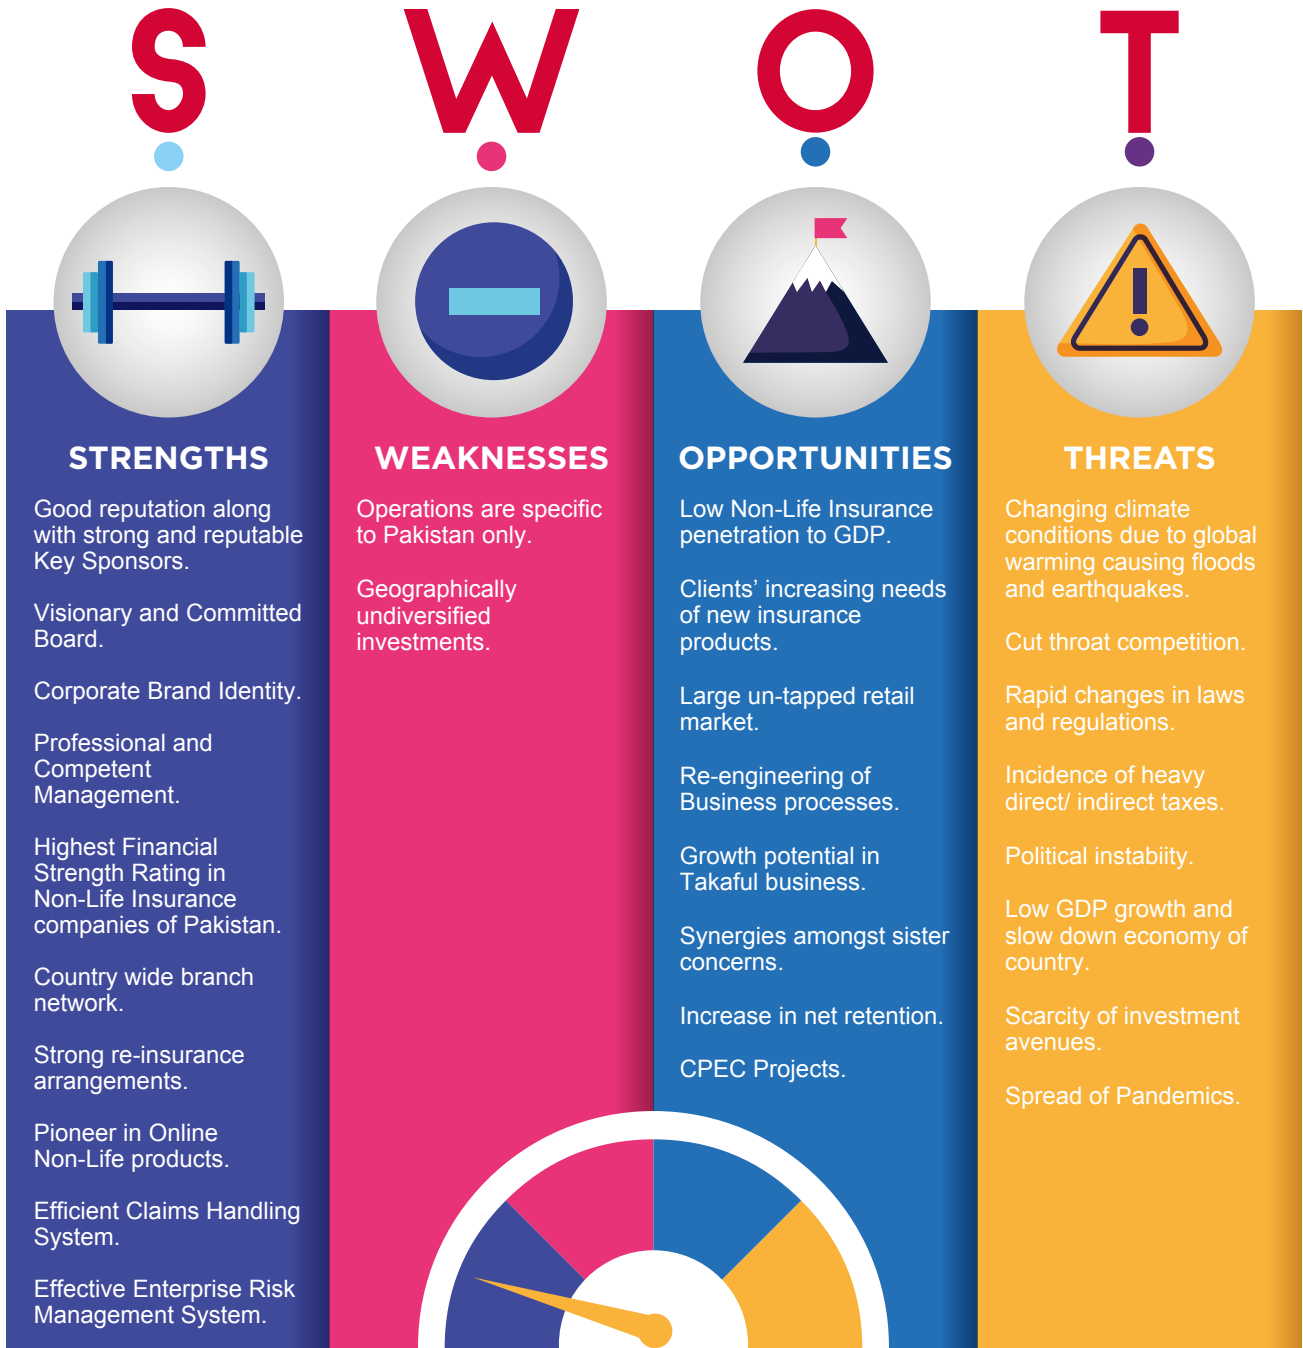 S W O T
STRENGTHS
Good reputation along
with strong and reputable
Key Sponsors.
Visionary and Committed
Board.
Corporate Brand Identity.
Professional and
Competent
Management.
Highest Financial
Strength Rating in
Non-Life Insurance
companies of Pakistan.
Country wide branch
network.
Strong re-insurance
arrangements.
Pioneer in Online
Non-Life products.
Efficient Claims Handling
System.
Effective Enterprise Risk
Management System.
WEAKNESSES
Operations are specific
to Pakistan only.
Geographically
undiversified
investments.
OPPORTUNITIES
Low Non-Life Insurance
penetration to GDP.
Clients’ increasing needs
of new insurance
products.
Large un-tapped retail
market.
Re-engineering of
Business processes.
Growth potential in
Takaful business.
Synergies amongst sister
concerns.
Increase in net retention.
CPEC Projects.
THREATS
Changing climate
conditions due to global
warming causing floods
and earthquakes.
Cut throat competition.
Rapid changes in laws
and regulations.
Incidence of heavy
direct/ indirect taxes.
Political instabiity.
Low GDP growth and
slow down economy of
country.
Scarcity of investment
avenues.
Spread of Pandemics.